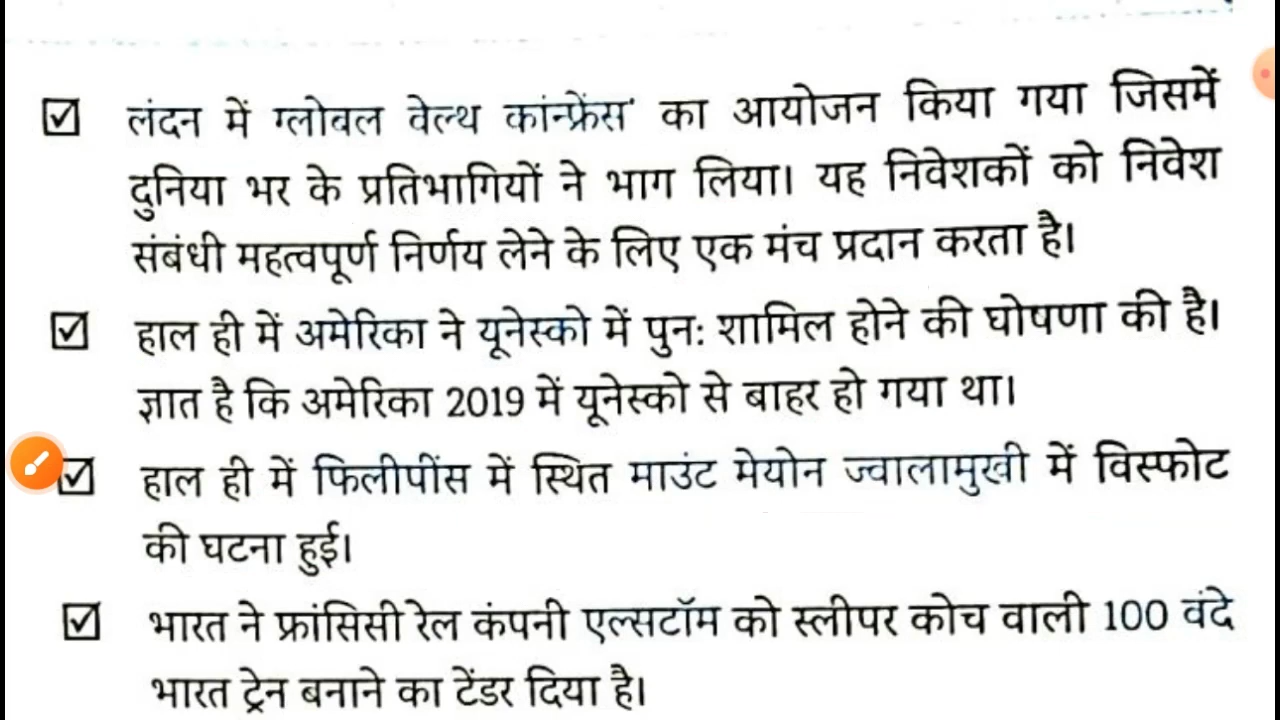 लंदन में ग्लोबल वेल्थ कांन्फ्रेंस' का आयोजन किया गया जिसमें
दुनिया भर के प्रतिभागियों ने भाग लिया। यह निवेशकों को निवेश
संबंधी महत्वपूर्ण निर्णय लेने के लिए एक मंच प्रदान करता है।
हाल ही में अमेरिका ने यूनेस्को में पुन: शामिल होने की घोषणा की है।
ज्ञात है कि अमेरिका 2019 में यूनेस्को से बाहर हो गया था।
हाल ही में फिलीपींस में स्थित माउंट मेयोन ज्वालामुखी में विस्फोट
की घटना हुई।
भारत ने फ्रांसिसी रेल कंपनी एल्सटॉम को स्लीपर कोच वाली 100 वंदे
भारत ट्रेन बनाने का टेंडर दिया है।